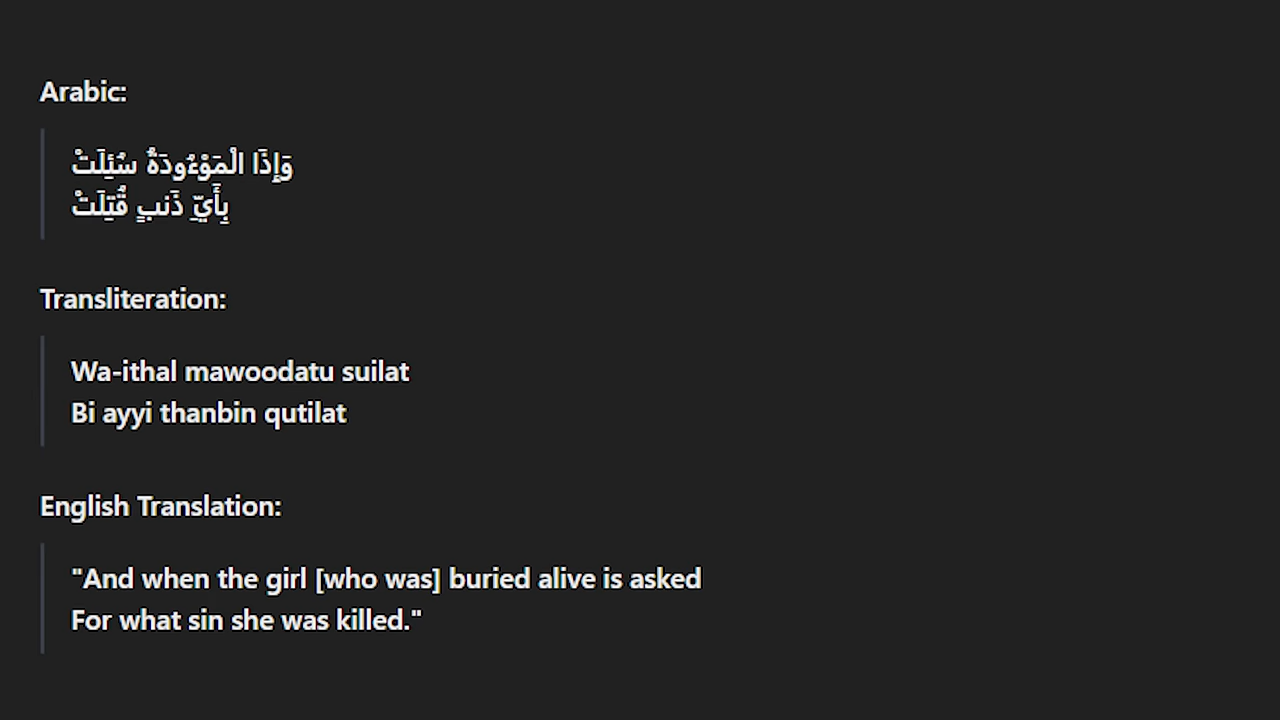 Arabic:
وَإِذَا الْمَوْءُودَةُ سُئِلَتْ
بِأَيِّ ذَنبٍ قُتِلَتْ
Transliteration:
Wa-ithal mawoodatu suilat
Bi ayyi thanbin qutilat
English Translation:
"And when the girl [who was] buried alive is asked
For what sin she was killed."